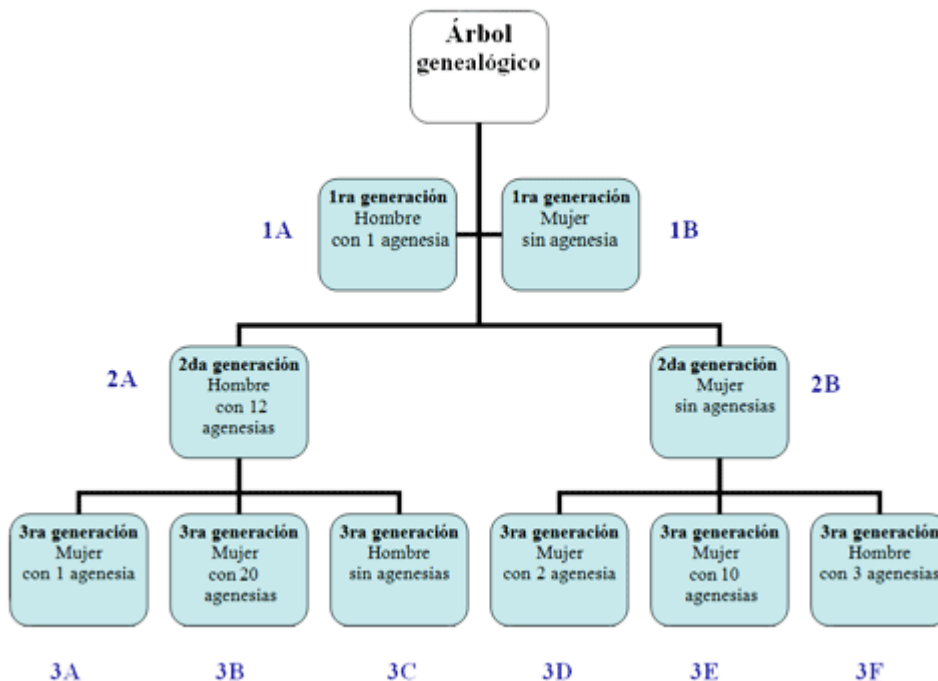 Árbol
genealógico
1A
1ra generación
Hombre
con 1 agenesia
1ra generación
Mujer
sin agenesia
1B
2A
2da generación
Hombre
con 12
agenesias
2da generación
Mujer
sin agenesias
2B
3ra generación
Mujer
con 1 agenesia
3ra generación
Mujer
con 20
agenesias
3ra generación
Hombre
sin agenesias
3ra generación
Mujer
con 2 agenesia
3ra generación
Mujer
con 10
agenesias
3ra generación
Hombre
con 3 agenesias
3A
3B
3C
3D
3E
3F